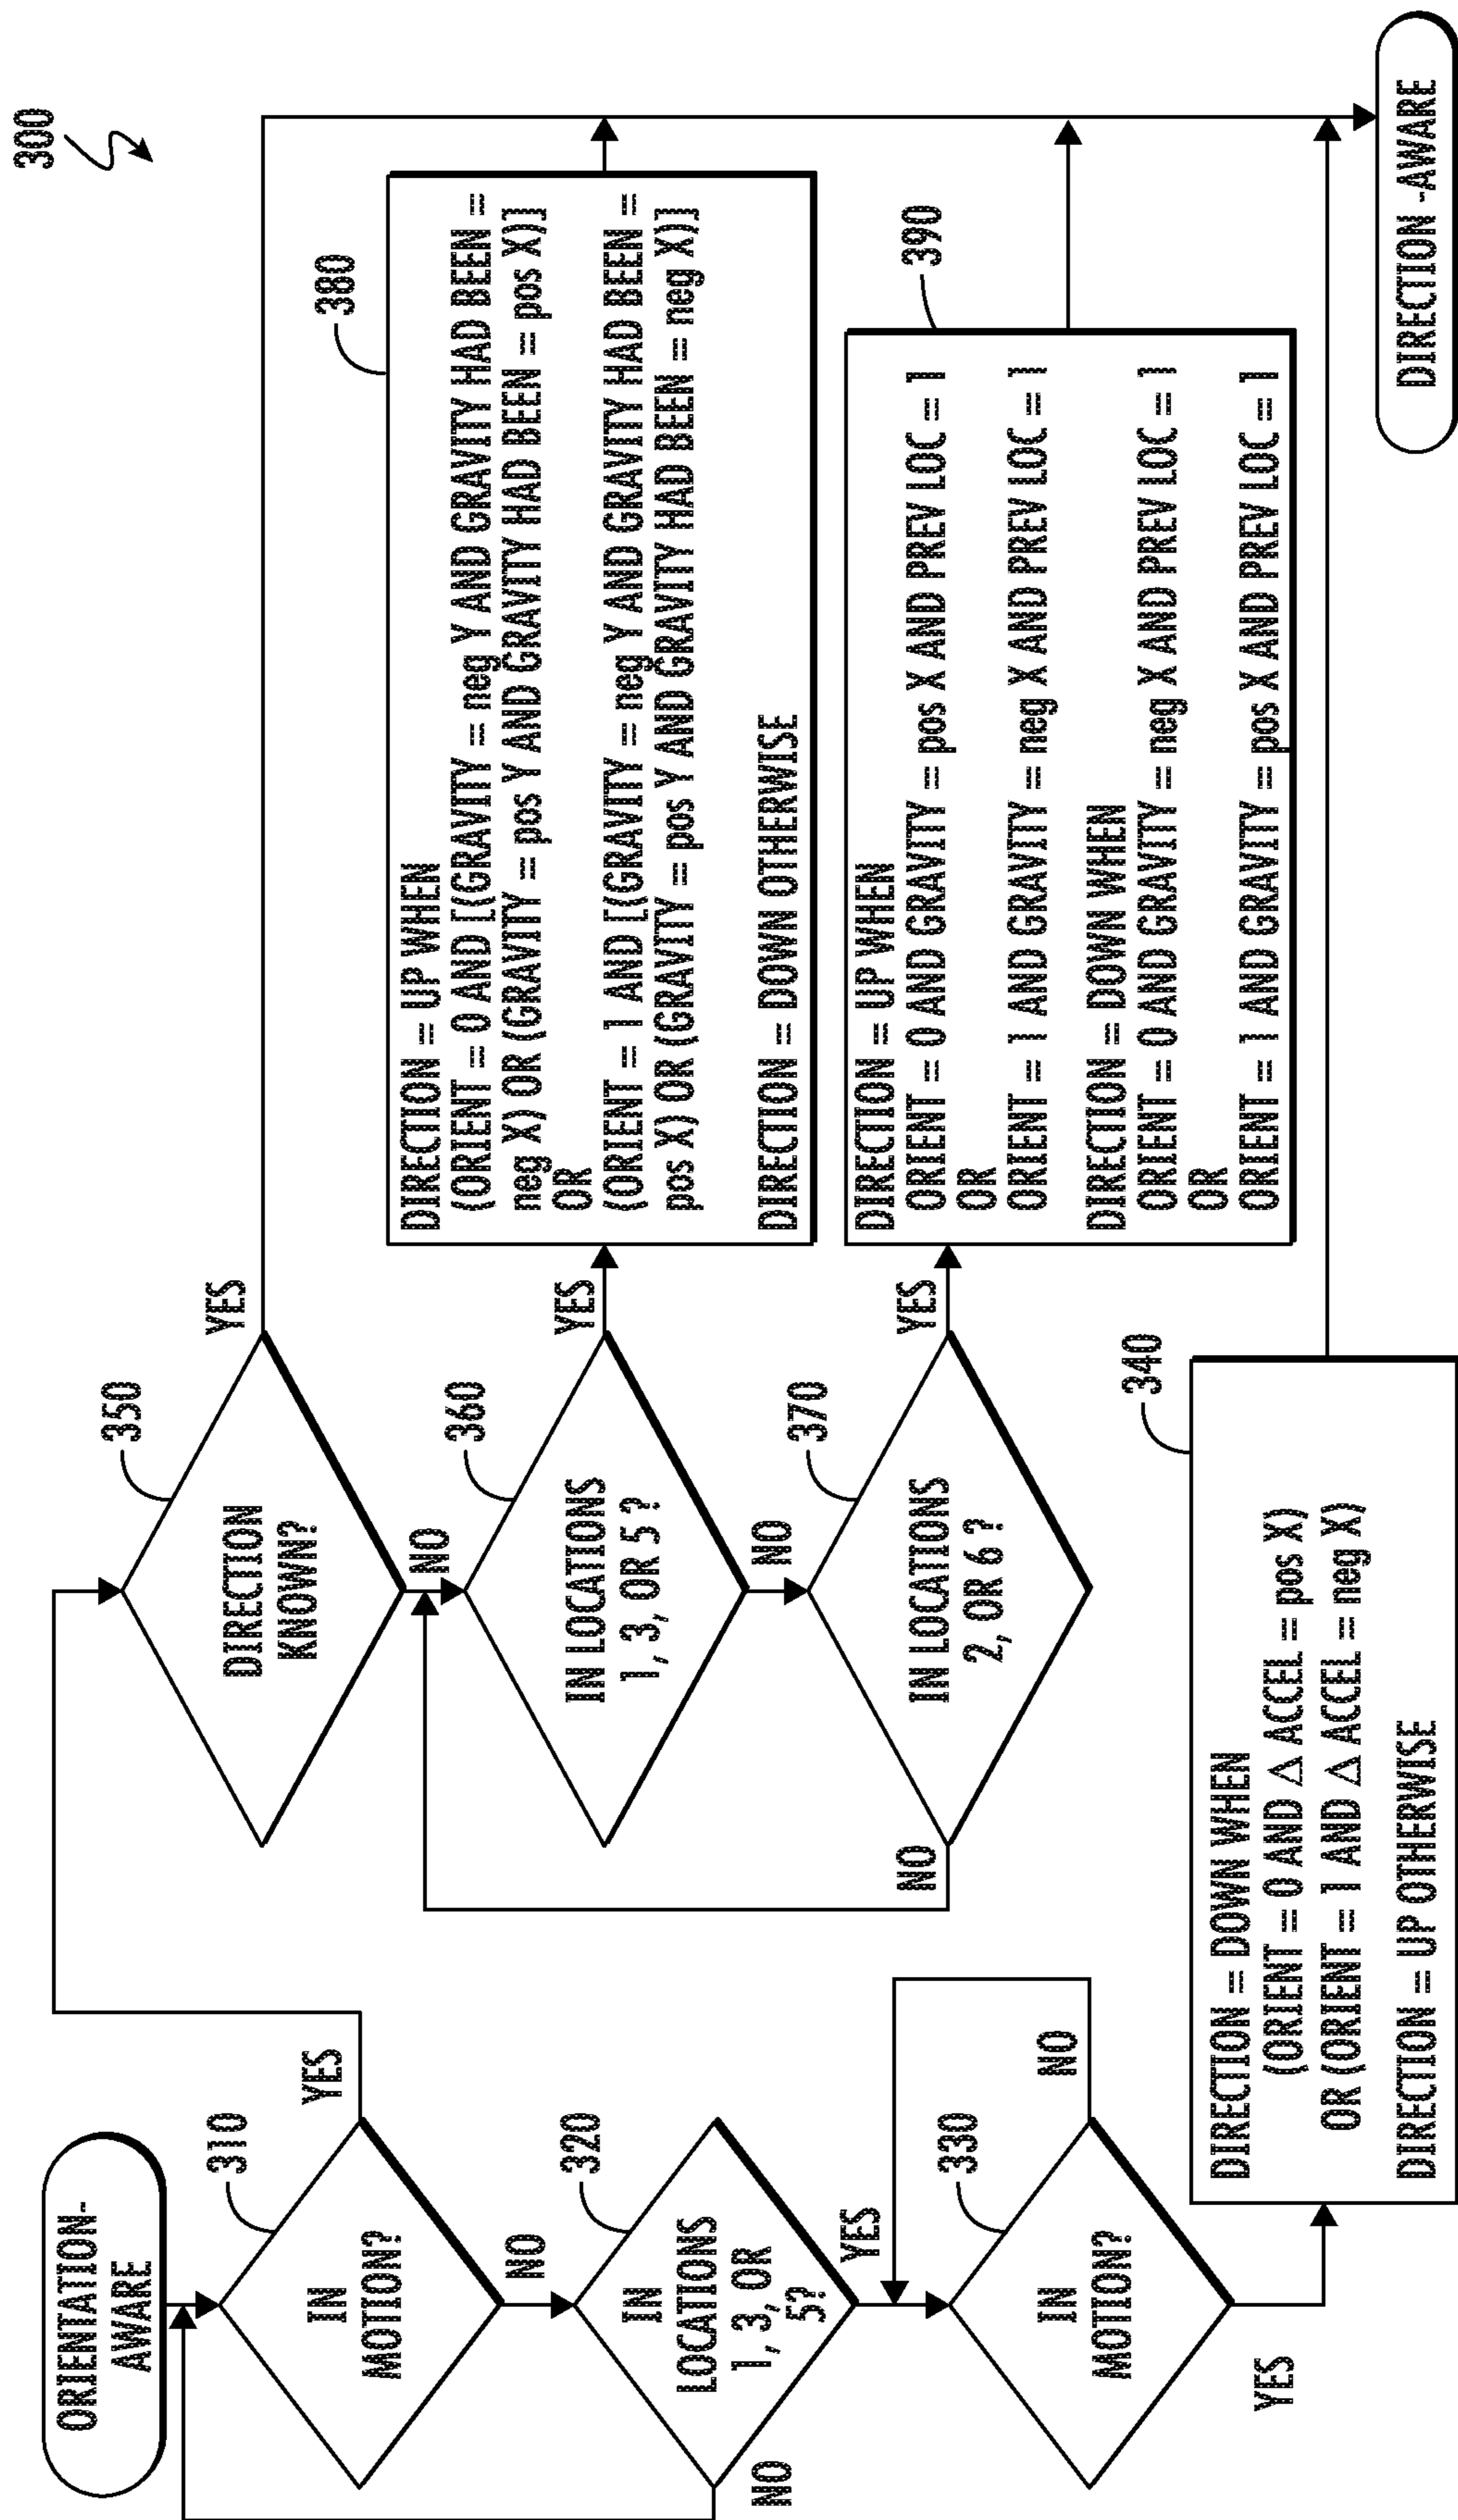 300
ORIENTATION-
AWARE
310
IN
MOTION?
YES
NO
320
IN
LOCATIONS
1, 3, OR
5?
NO
YES
330
IN
MOTION?
NO
YES
340
DIRECTION = DOWN WHEN
(ORIENT = 0 AND △ ACCEL = pos X)
OR (ORIENT = 1 AND △ ACCEL = neg X)
DIRECTION = UP OTHERWISE
350
DIRECTION
KNOWN?
YES
NO
360
IN LOCATIONS
1, 3, OR 5 ?
YES
NO
370
IN LOCATIONS
2, OR 6 ?
YES
NO
380
DIRECTION = UP WHEN
(ORIENT = 0 AND [(GRAVITY = neg Y AND GRAVITY HAD BEEN =
neg X) OR (GRAVITY = pos Y AND GRAVITY HAD BEEN = pos X)]
OR
(ORIENT = 1 AND [(GRAVITY = neg Y AND GRAVITY HAD BEEN =
pos X) OR (GRAVITY = pos Y AND GRAVITY HAD BEEN = neg X)]
DIRECTION = DOWN OTHERWISE
390
DIRECTION = UP WHEN
ORIENT = 0 AND GRAVITY = pos X AND PREV LOC = 1
OR
ORIENT = 1 AND GRAVITY = neg X AND PREV LOC = 1
DIRECTION = DOWN WHEN
ORIENT = 0 AND GRAVITY = neg X AND PREV LOC = 1
OR
ORIENT = 1 AND GRAVITY = pos X AND PREV LOC = 1
DIRECTION -AWARE